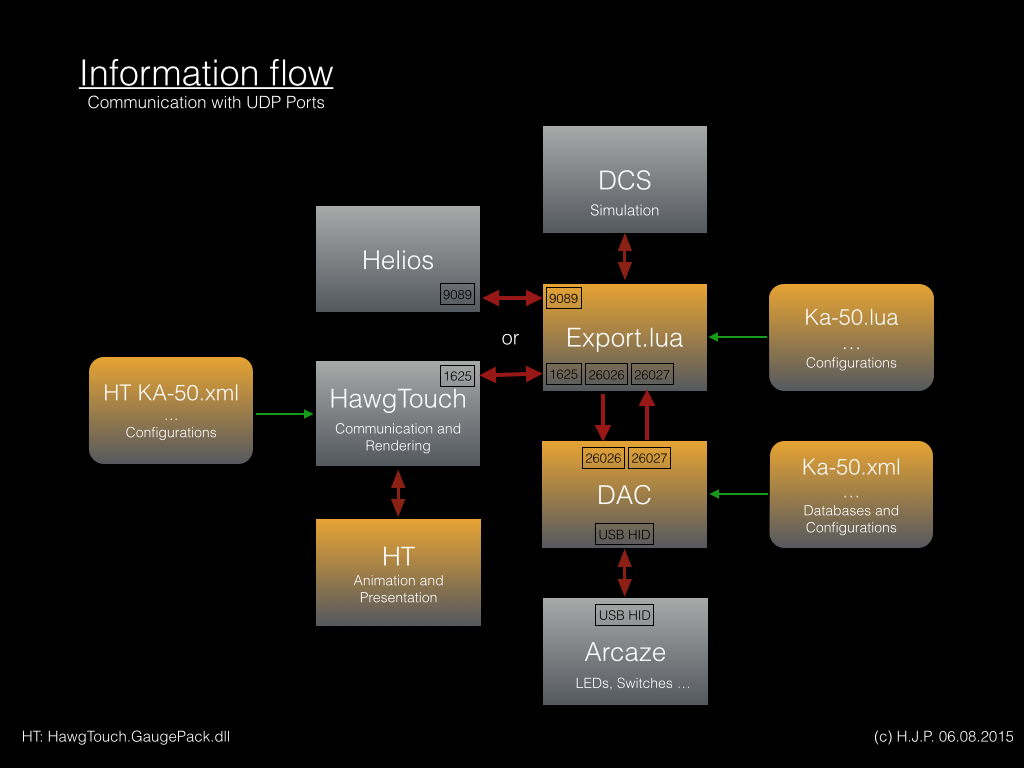 Information flow
Communication with UDP Ports
DCS
Simulation
Helios
9089
9089
Export.lua
1625
26026
26027
Ka-50.lua
...
Configurations
or
HT KA-50.xml
...
Configurations
1625
HawgTouch
Communication and
Rendering
26026
26027
DAC
USB HID
Ka-50.xml
...
Databases and
Configurations
HT
Animation and
Presentation
USB HID
Arcaze
LEDs, Switches ...
HT: HawgTouch.GaugePack.dll
(c) H.J.P. 06.08.2015